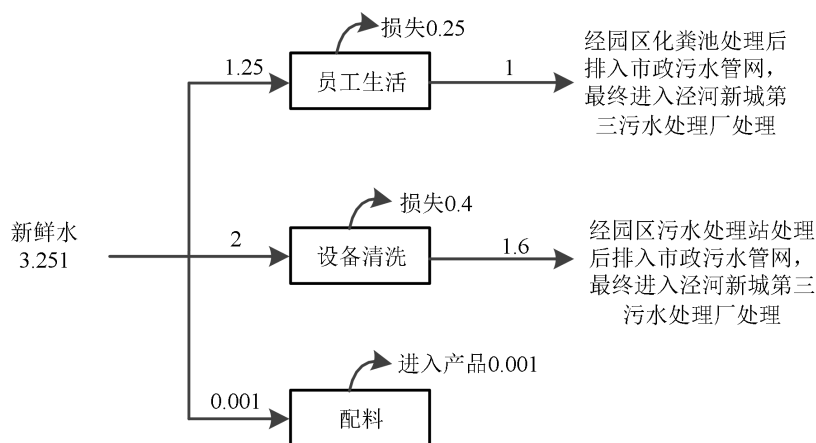 损失0.25
1.25
员工生活
1
经园区化粪池处理后
排入市政污水管网，
最终进入泾河新城第
三污水处理厂处理
新鲜水
3.251
损失0.4
2
设备清洗
1.6
经园区污水处理站处理
后排入市政污水管网，
最终进入泾河新城第三
污水处理厂处理
进入产品0.001
0.001
配料